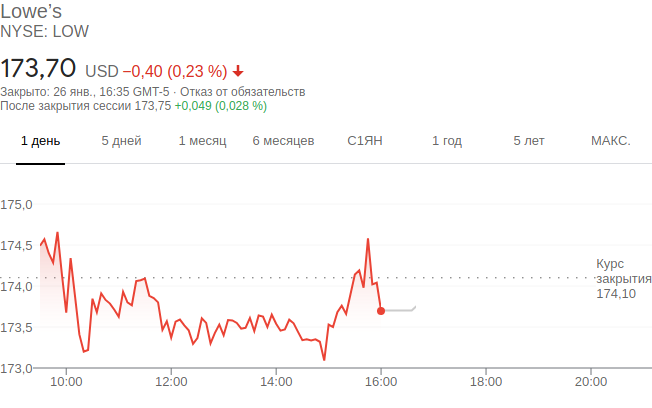 Lowe's
NYSE: LOW
173,70 USD −0,40 (0,23 %)
Закрыто: 26 янв., 16:35 GMT-5 · Отказ от обязательств
После закрытия сессии 173,75 +0,049 (0,028 %)
1 день 5 дней 1 месяц 6 месяцев С1ЯН 1 год 5 лет МАКС.
175,0
174,5
Курс
закрытия
174,10
174,0
173,5
173,0
10:00 12:00 14:00 16:00 18:00 20:00